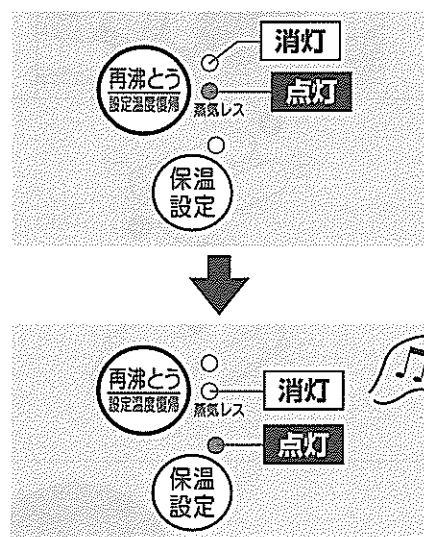 消灯
再沸とう
設定温度復帰
点灯
蒸気レス
保温
設定
再沸とう
設定温度復帰
消灯
蒸気レス
点灯
保温
設定